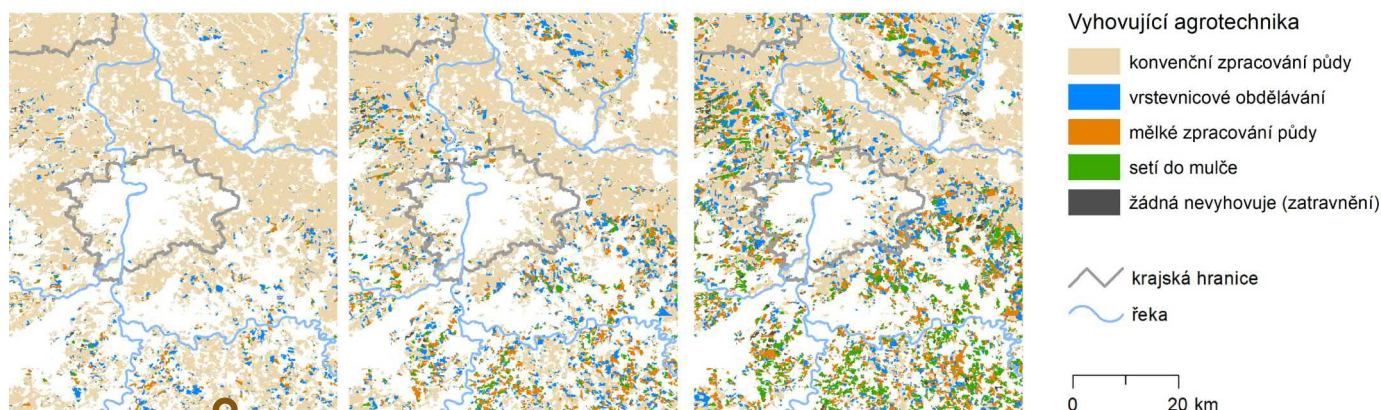 Vyhovující agrotechnika
konvenční zpracování půdy
vrstevnicové obdělávání
mělké zpracování půdy
setí do mulče
žádná nevyhovuje (zatravnění)
krajská hranice
řeka
0 20 km